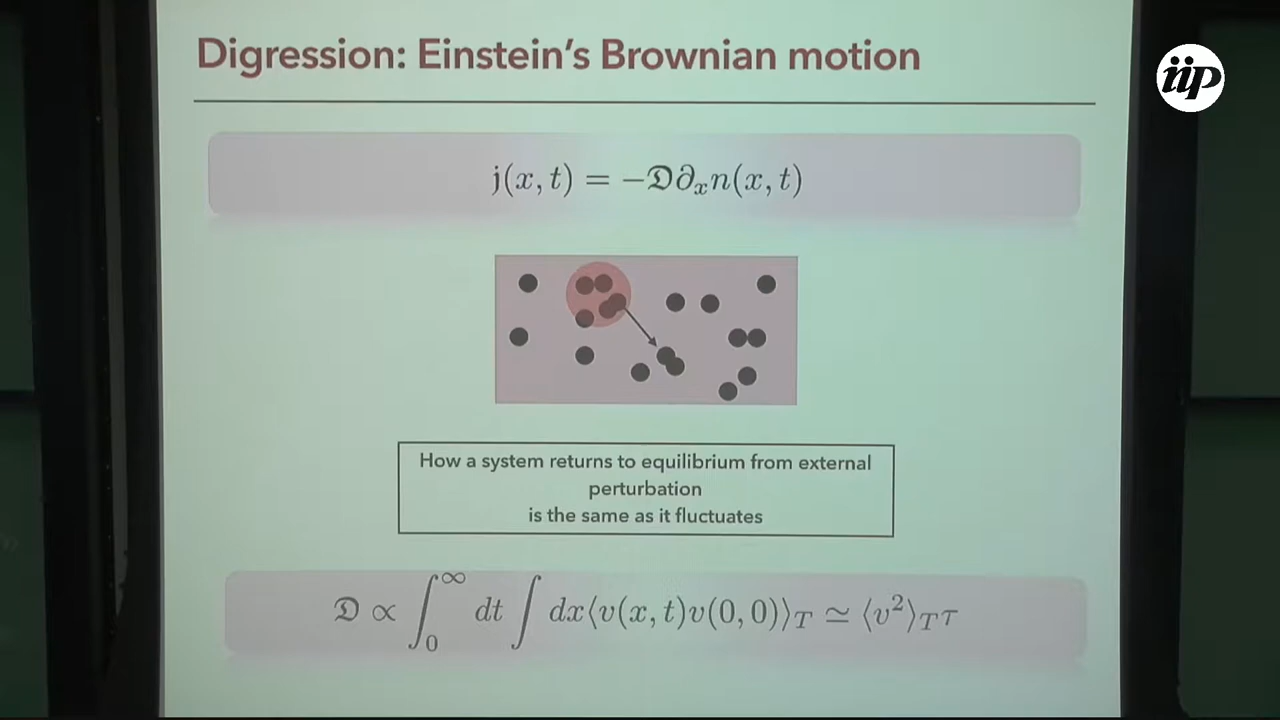 Digression: Einstein's Brownian motion
iip
j(x, t) = −𝔇∂ₓn(x, t)
How a system returns to equilibrium from external
perturbation
is the same as it fluctuates
𝔇 ∝ ∫₀^∞ dt ∫ dx⟨v(x, t)v(0, 0)⟩_T ≃ ⟨v²⟩_T τ